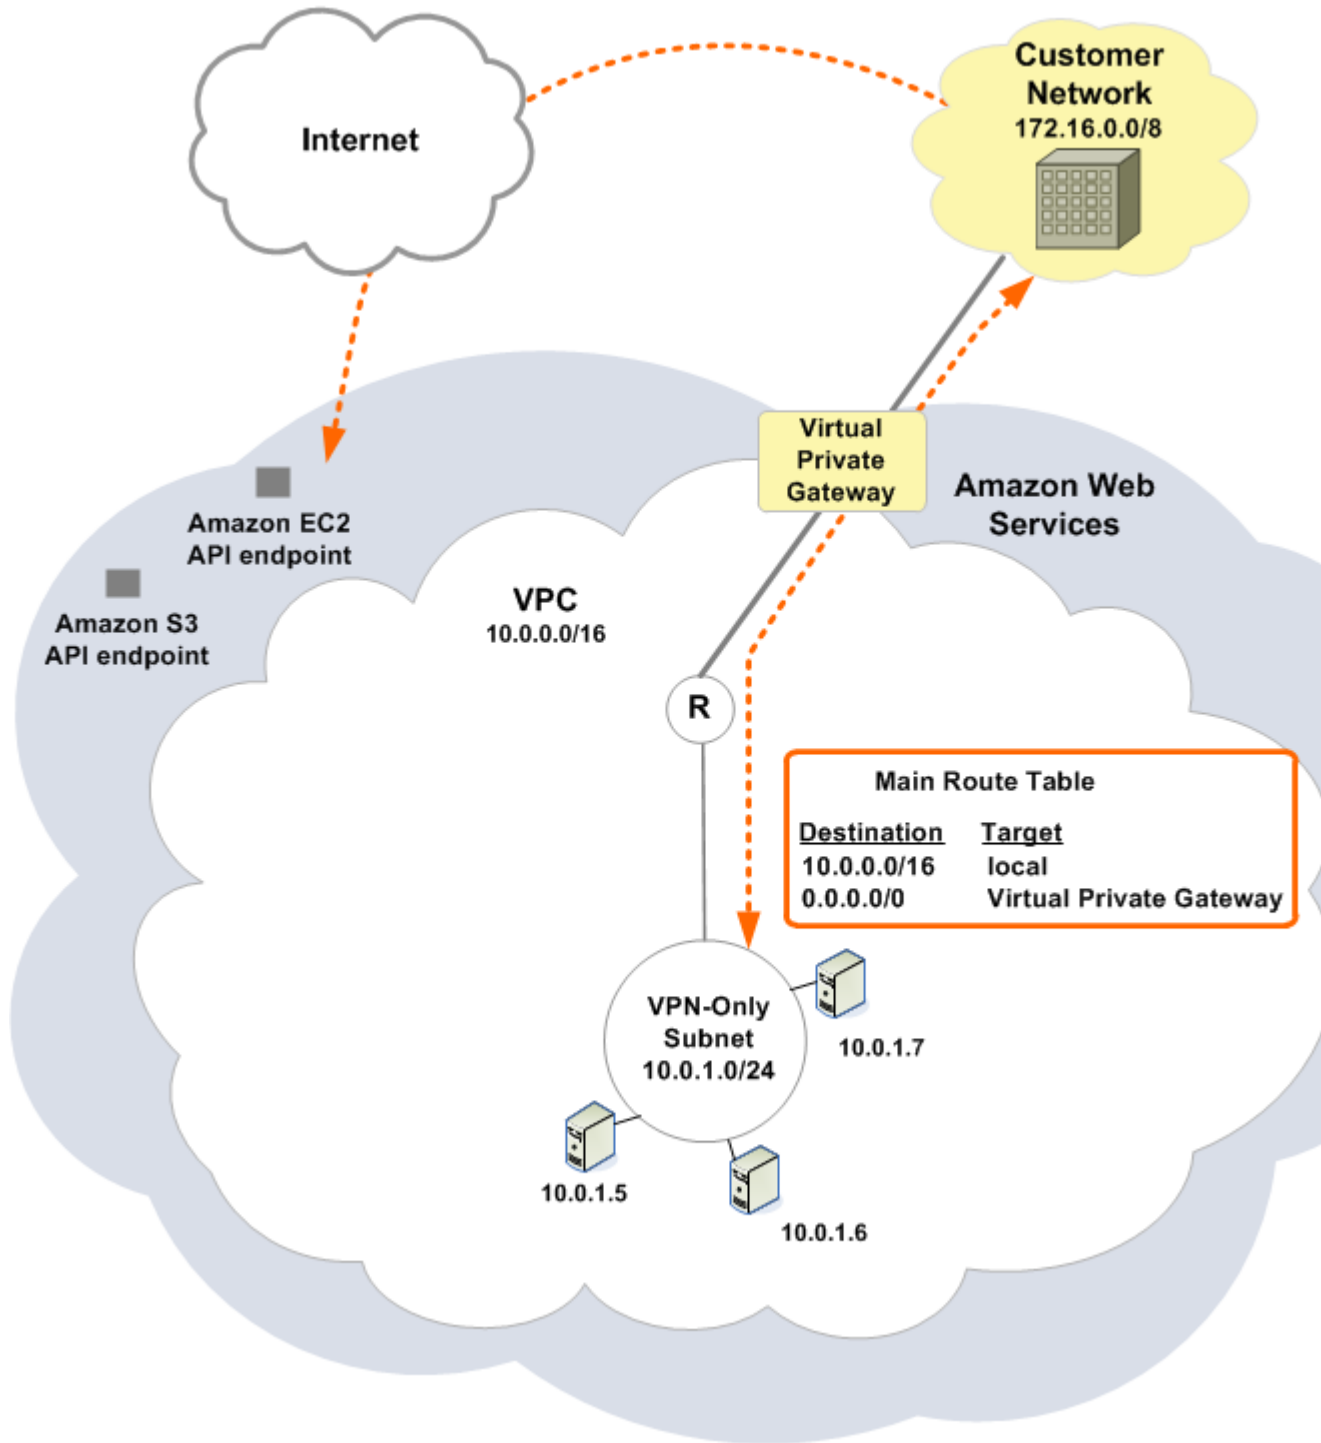 Internet
Customer
Network
172.16.0.0/8
Virtual
Private
Gateway
Amazon Web
Services
Amazon EC2
API endpoint
Amazon S3
API endpoint
VPC
10.0.0.0/16
R
Main Route Table
Destination Target
10.0.0.0/16 local
0.0.0.0/0 Virtual Private Gateway
VPN-Only
Subnet
10.0.1.0/24
10.0.1.7
10.0.1.5
10.0.1.6